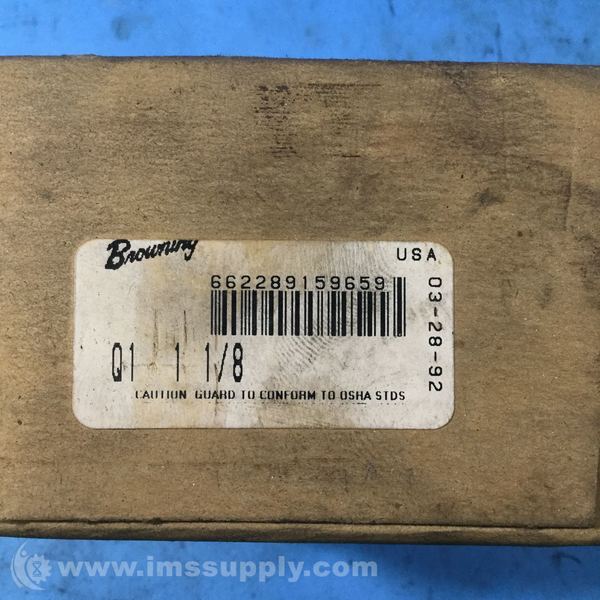 Browning
USA
662289159659
03-28-92
Q1 1 1/8
CAUTION GUARD TO CONFORM TO OSHA STDS
www.imssupply.com